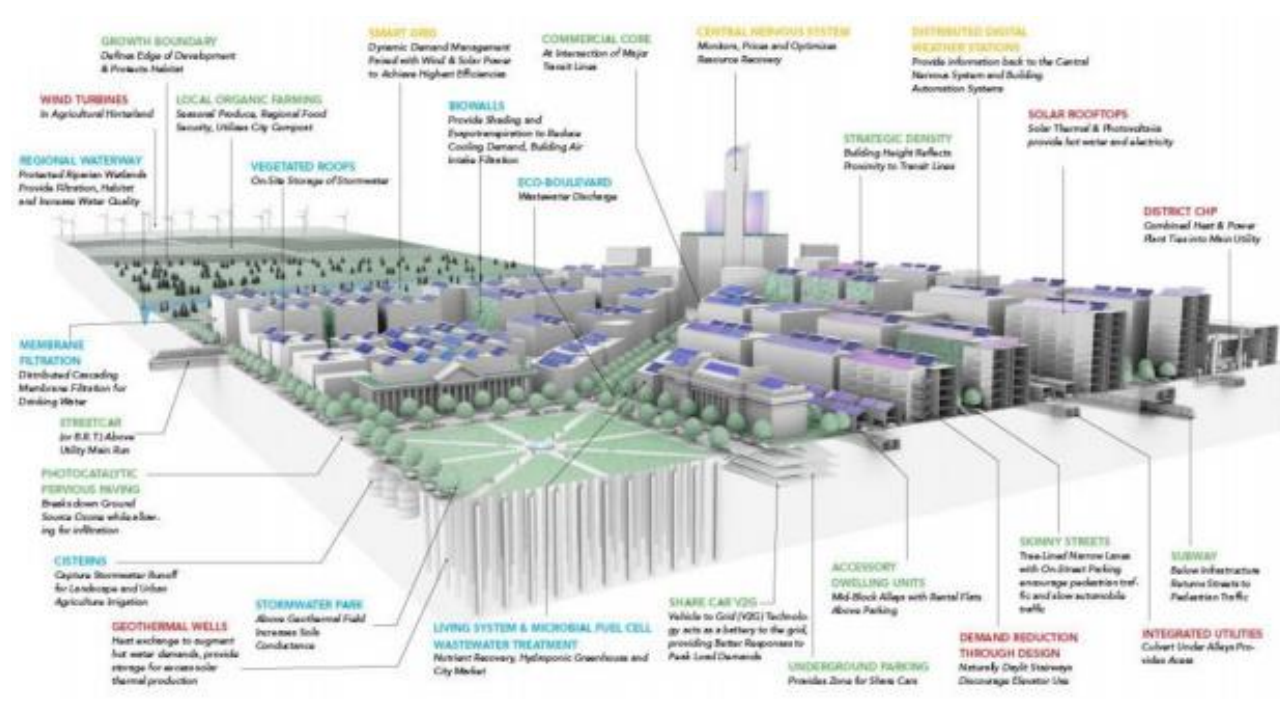 GROWTH BOUNDARY
Defines Edge of Development
& Protects Habitat
SMART GRID
Dynamic Demand Management
Paired with Wind & Solar Power
to Achieve Highest Efficiencies
COMMERCIAL CORE
At Intersection of Major
Transit Lines
CENTRAL NERVOUS SYSTEM
Monitors, Prices and Optimizes
Resource Recovery
DISTRIBUTED DIGITAL
WEATHER STATIONS
Provide information back to the Central
Nervous System and Building
Automation Systems
WIND TURBINES
In Agricultural Hinterland
LOCAL ORGANIC FARMING
Seasonal Produce, Regional Food
Security, Utilizes City Compost
BIOWALLS
Provide Shading and
Evapotranspiration to Reduce
Cooling Demand, Building Air
Intake Filtration
STRATEGIC DENSITY
Building Height Reflects
Proximity to Transit Lines
SOLAR ROOFTOPS
Solar Thermal & Photovoltaics
provide hot water and electricity
REGIONAL WATERWAY
Protected Riparian Wetlands
Provide Filtration, Habitat
and Increase Water Quality
VEGETATED ROOFS
On-Site Storage of Stormwater
ECO-BOULEVARD
Wastewater Discharge
DISTRICT CHP
Combined Heat & Power
Plant Ties into Main Utility
MEMBRANE
FILTRATION
Distributed Cascading
Membrane Filtration for
Drinking Water
STREETCAR
(or B.R.T.) Above
Utility Main Run
PHOTOCATALYTIC
PERVIOUS PAVING
Breaks down Ground
Source Ozone while allow-
ing for infiltration
CISTERNS
Capture Stormwater Runoff
for Landscape and Urban
Agriculture Irrigation
GEOTHERMAL WELLS
Heat exchange to augment
hot water demands, provide
storage for excess solar
thermal production
STORMWATER PARK
Above Geothermal Field
Increases Soils
Conductance
LIVING SYSTEM & MICROBIAL FUEL CELL
WASTEWATER TREATMENT
Nutrient Recovery, Hydroponic Greenhouse and
City Market
SHARE CAR V2G
Vehicle to Grid (V2G) Technolo-
gy acts as a battery to the grid,
providing Better Responses to
Peak Load Demands
UNDERGROUND PARKING
Provides Zone for Share Cars
ACCESSORY
DWELLING UNITS
Mid-Block Alleys with Rental Flats
Above Parking
DEMAND REDUCTION
THROUGH DESIGN
Naturally Daylit Stairways
Discourage Elevator Use
SKINNY STREETS
Tree-Lined Narrow Lanes
with On-Street Parking
encourage pedestrian traf-
fic and slow automobile
traffic
SUBWAY
Below Infrastructure
Returns Streets to
Pedestrian Traffic
INTEGRATED UTILITIES
Culvert Under Alleys Pro-
vides Access